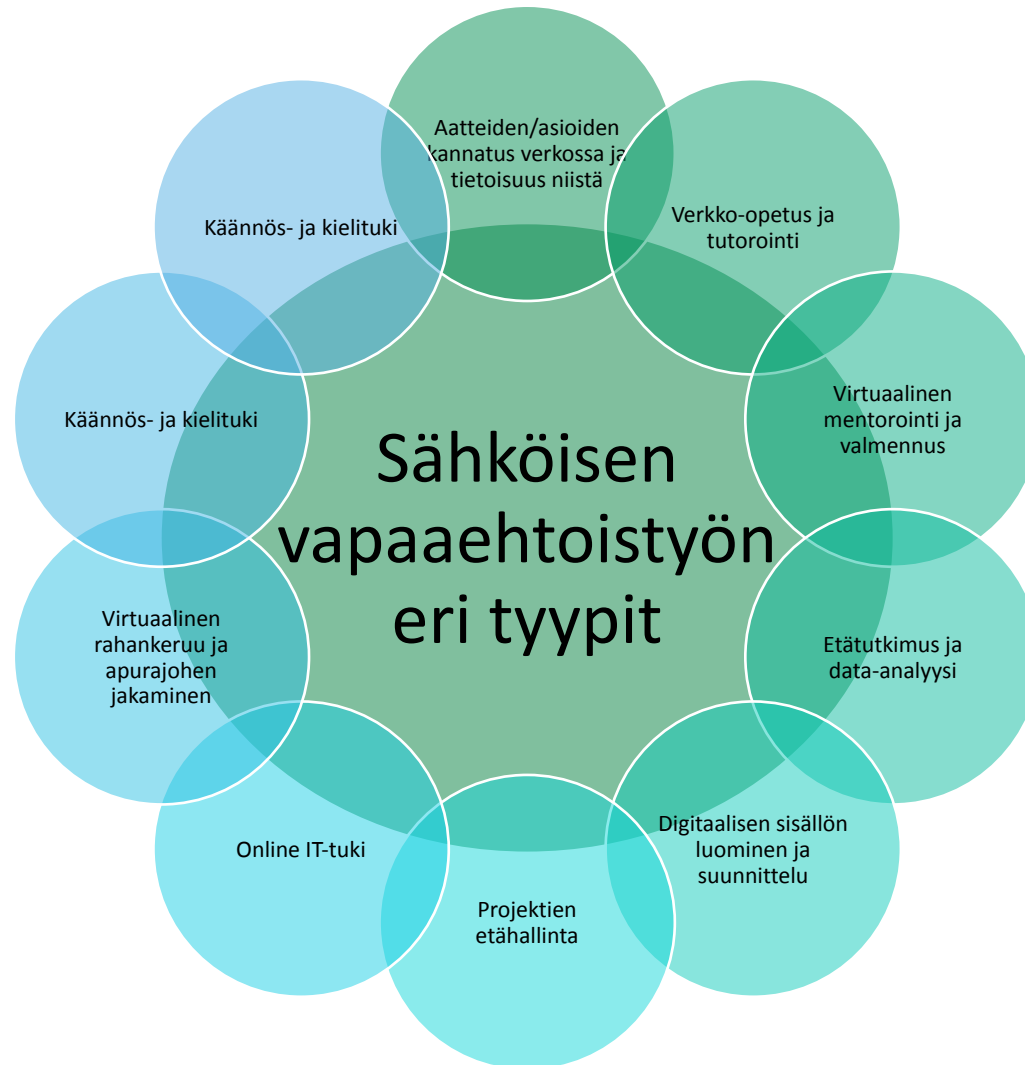 Aatteiden/asioiden
kannatus verkossa ja
tietoisuus niistä
Verkko-opetus ja
tutorointi
Virtuaalinen
mentorointi ja
valmennus
Etätutkimus ja
data-analyysi
Digitaalisen sisällön
luominen ja
suunnittelu
Projektien
etähallinta
Online IT-tuki
Virtuaalinen
rahankeruu ja
apurajohen
jakaminen
Käännös- ja kielituki
Käännös- ja kielituki
Sähköisen
vapaaehtoistyön
eri tyypit